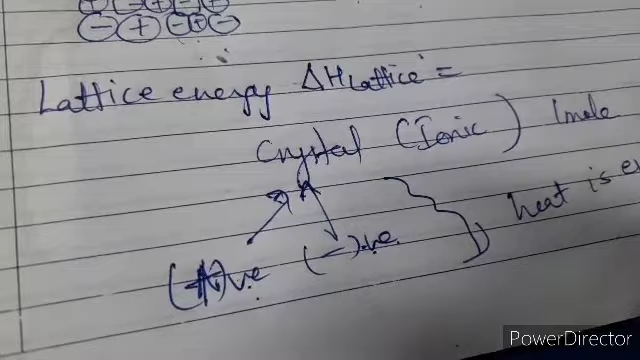 ⊕ ⊖ ⊕ ⊖ ⊕
⊖ ⊕ ⊖ ⊕ ⊖
Lattice energy ΔHLattice =
Crystal (Ionic) 1mole
heat is
(+)ve (-)ve
PowerDirector